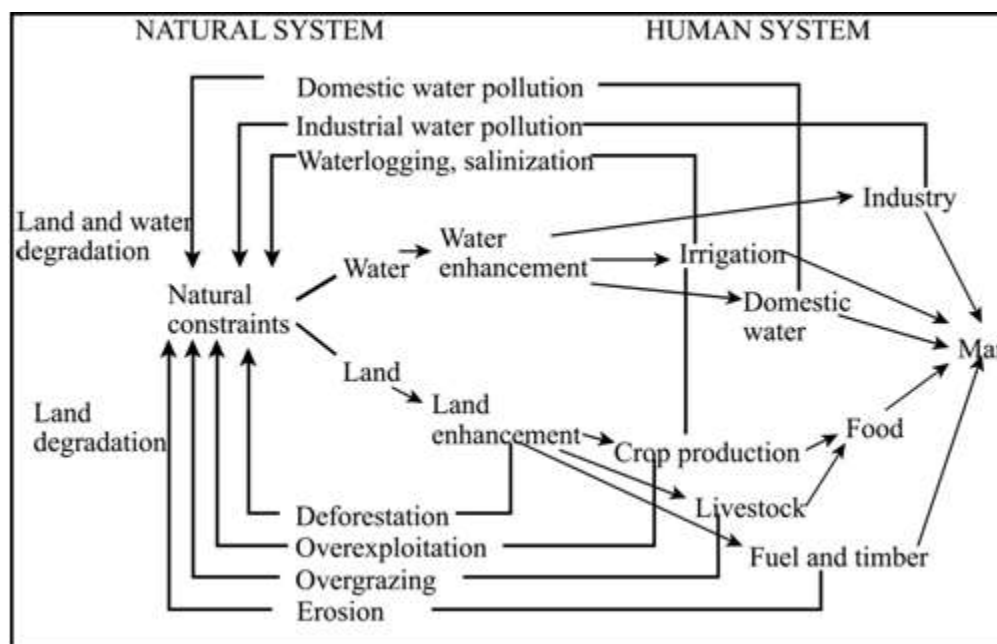 NATURAL SYSTEM
HUMAN SYSTEM
Domestic water pollution
Industrial water pollution
Waterlogging, salinization
Land and water
degradation
Industry
Water
Water
enhancement
Irrigation
Natural
constraints
Domestic
water
Land
Land
degradation
Land
enhancement
Food
Crop production
Livestock
Deforestation
Overexploitation
Fuel and timber
Overgrazing
Erosion